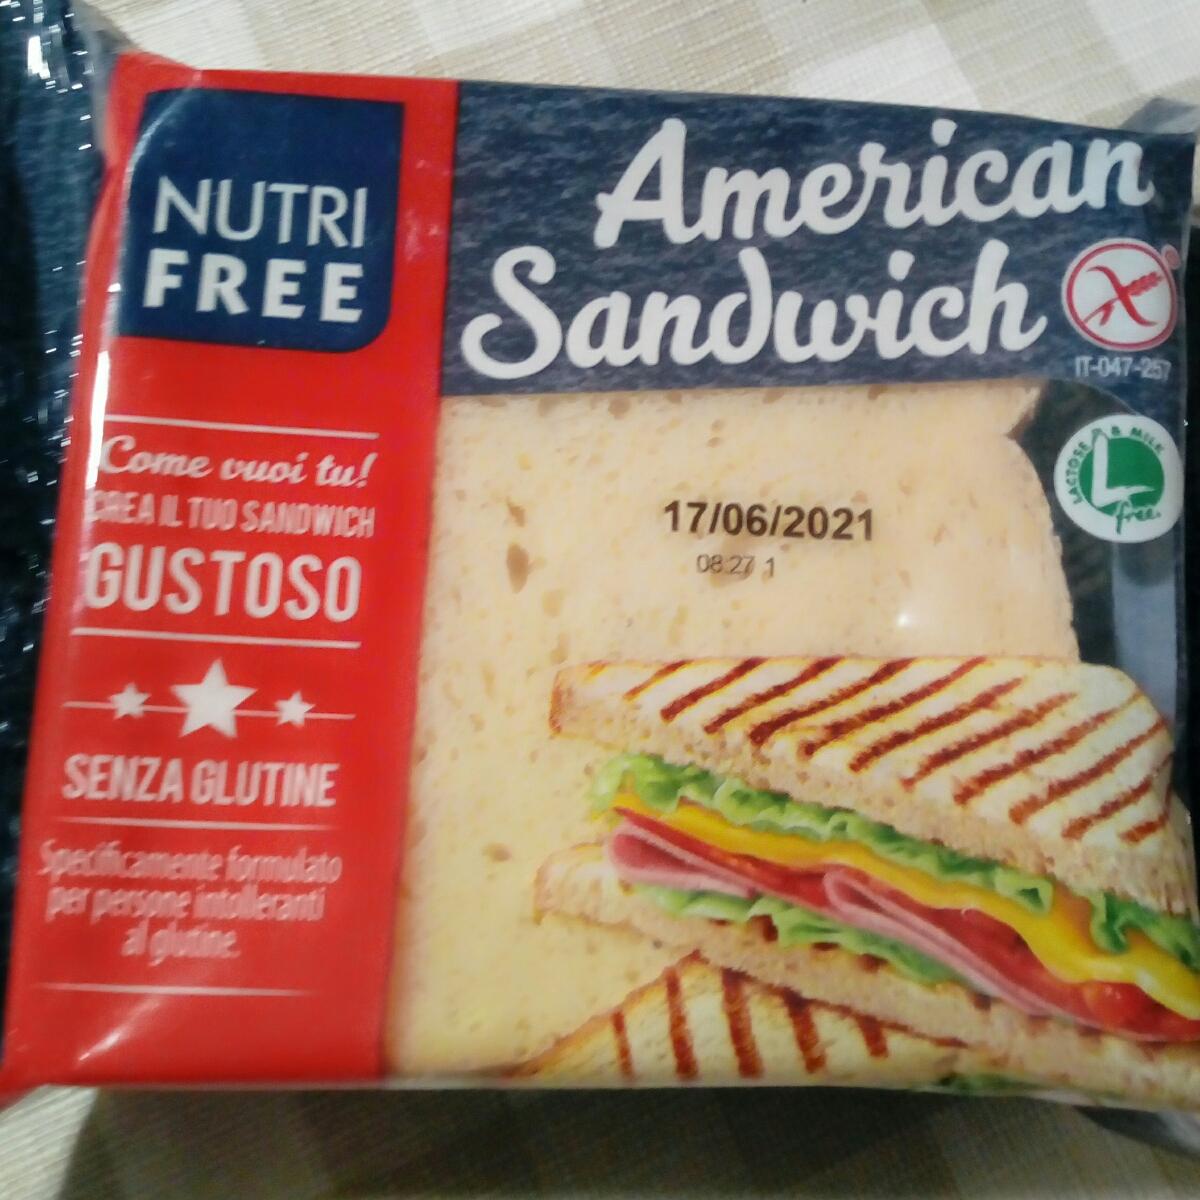 NUTRI
FREE
American
Sandwich
IT-047-257
LACTOSE & MILK
free
Come vuoi tu!
CREA IL TUO SANDWICH
GUSTOSO
17/06/2021
08:27 1
SENZA GLUTINE
Specificamente formulato
per persone intolleranti
al glutine.